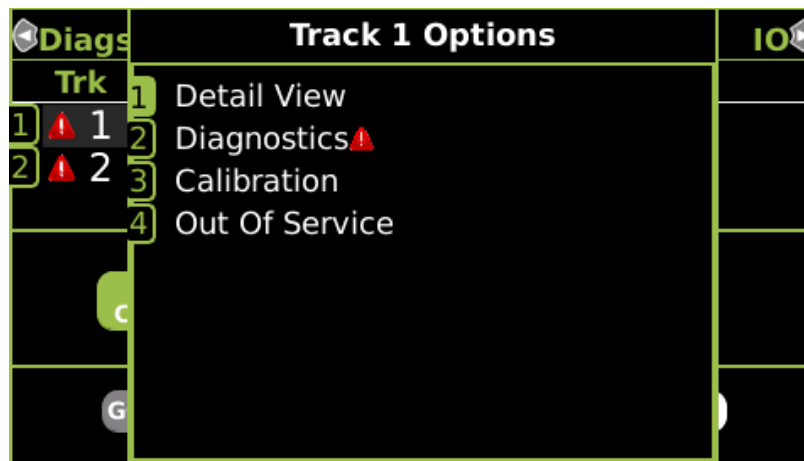 Diags
Track 1 Options
IO
Trk
1 Detail View
2 Diagnostics
3 Calibration
4 Out Of Service
1 1
2 2
C
G